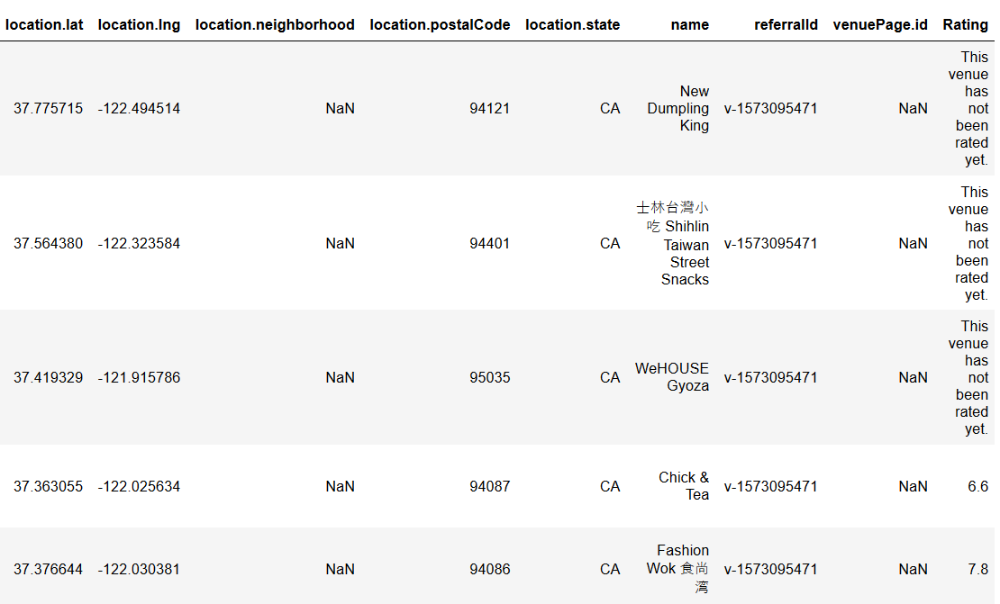 location.lat location.lng location.neighborhood location.postalCode location.state name referralId venuePage.id Rating
37.775715 -122.494514 NaN 94121 CA
New
Dumpling
King
v-1573095471 NaN
This
venue
has
not
been
rated
yet.
37.564380 -122.323584 NaN 94401 CA
士林台灣小
吃 Shihlin
Taiwan
Street
Snacks
v-1573095471 NaN
This
venue
has
not
been
rated
yet.
37.419329 -121.915786 NaN 95035 CA
WeHOUSE
Gyoza
v-1573095471 NaN
This
venue
has
not
been
rated
yet.
37.363055 -122.025634 NaN 94087 CA
Chick &
Tea
v-1573095471 NaN 6.6
37.376644 -122.030381 NaN 94086 CA
Fashion
Wok 食尚
湾
v-1573095471 NaN 7.8